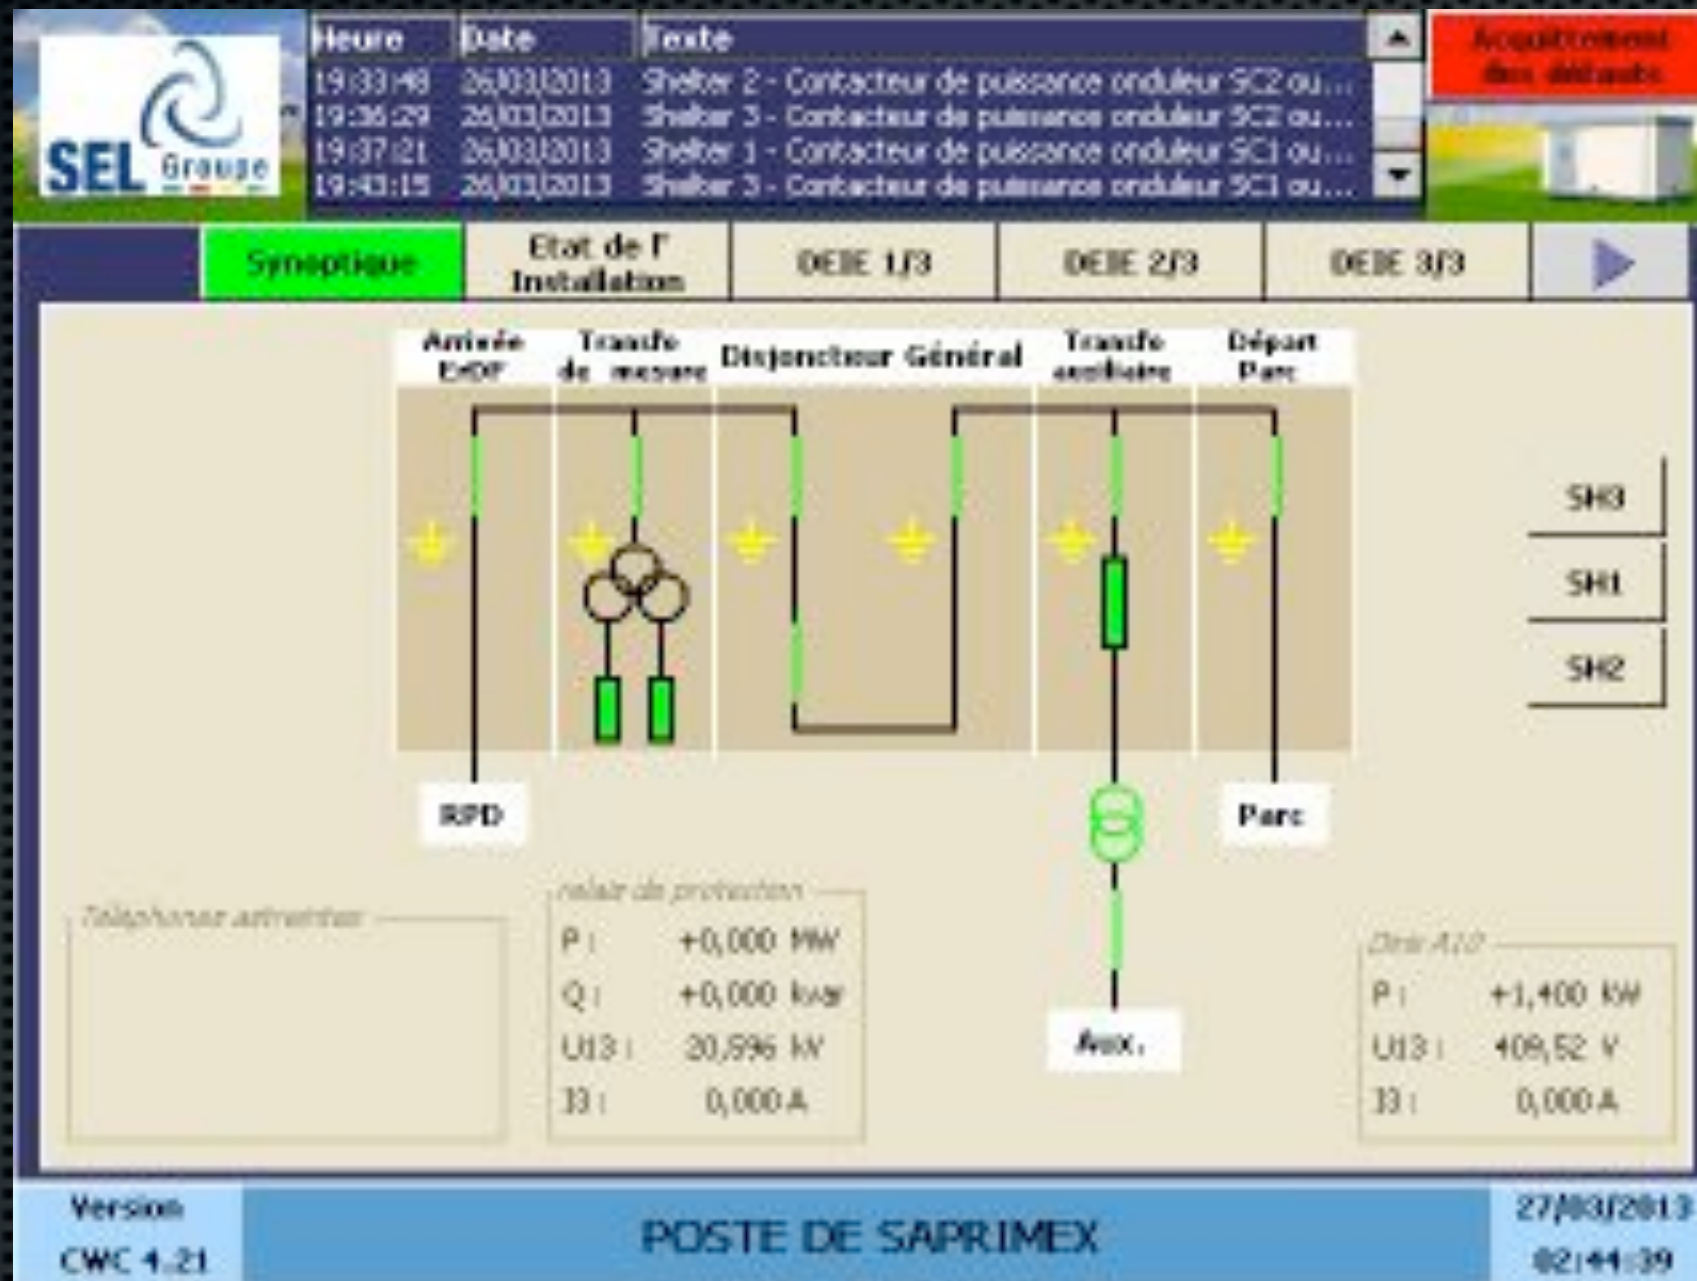 SEL Groupe
Heure Date Texte
19:33:48 26/03/2013 Shelter 2 - Contacteur de puissance onduleur SC2 ou...
19:36:29 26/03/2013 Shelter 3 - Contacteur de puissance onduleur SC2 ou...
19:37:21 26/03/2013 Shelter 1 - Contacteur de puissance onduleur SC1 ou...
19:43:15 26/03/2013 Shelter 3 - Contacteur de puissance onduleur SC1 ou...
Acquittement
des défauts
Synoptique
Etat de l'
Installation
DEIE 1/3
DEIE 2/3
DEIE 3/3
Arrivée
ErDF
Transfo
de mesure
Disjoncteur Général
Transfo
auxiliaire
Départ
Parc
SH3
SH1
SH2
RPD
Parc
Aux.
Téléphones astreintes
relais de protection
P : +0,000 MW
Q : +0,000 kvar
U13 : 20,596 kV
I3 : 0,000 A
Diris A10
P : +1,400 kW
U13 : 409,52 V
I3 : 0,000 A
Version
CWC 4.21
POSTE DE SAPRIMEX
27/03/2013
02:44:39